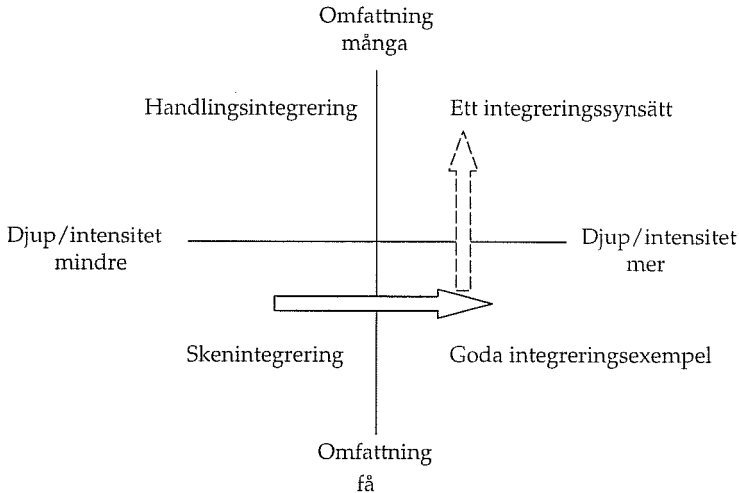 Omfattning
många
Handlingsintegrering
Ett integreringssynsätt
Djup/intensitet
mindre
Djup/intensitet
mer
Skenintegrering
Goda integreringsexempel
Omfattning
få